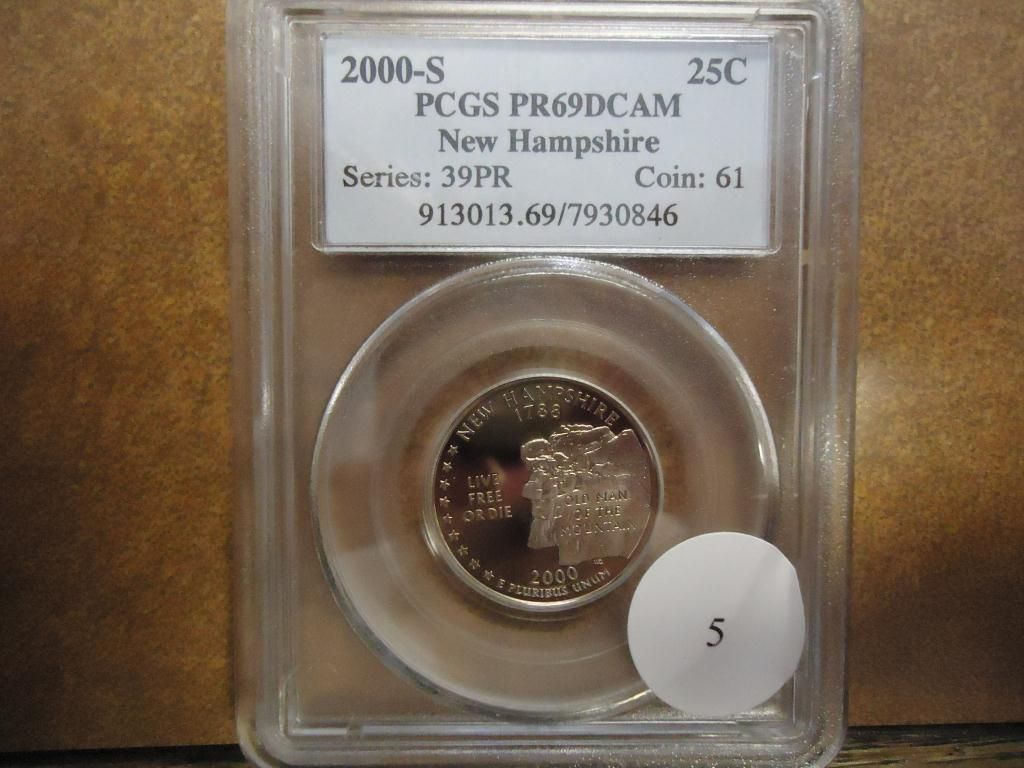 2000-S 25C
PCGS PR69DCAM
New Hampshire
Series: 39PR Coin: 61
913013.69/7930846
NEW HAMPSHIRE
1788
LIVE
FREE
OR DIE
OLD MAN
OF THE
MOUNTAIN
2000
E PLURIBUS UNUM
5